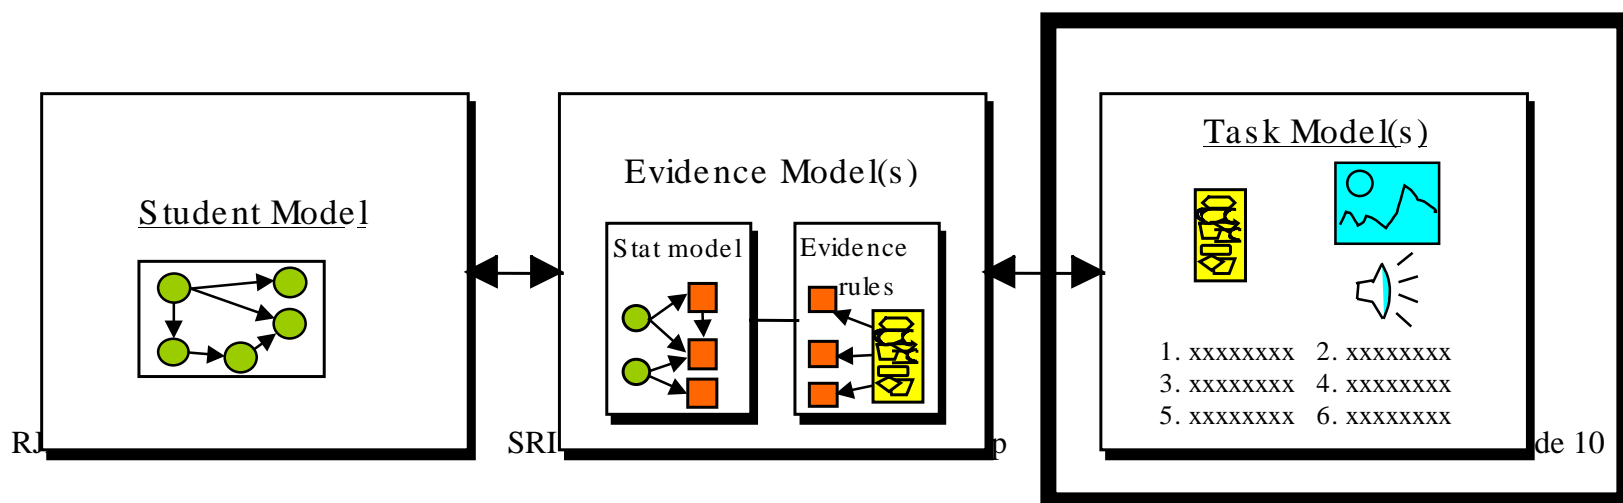 Student Model
Evidence Model(s)
Stat model
Evidence
rules
Task Model(s)
1. xxxxxxxx 2. xxxxxxxx
3. xxxxxxxx 4. xxxxxxxx
5. xxxxxxxx 6. xxxxxxxx
SRI
de 10